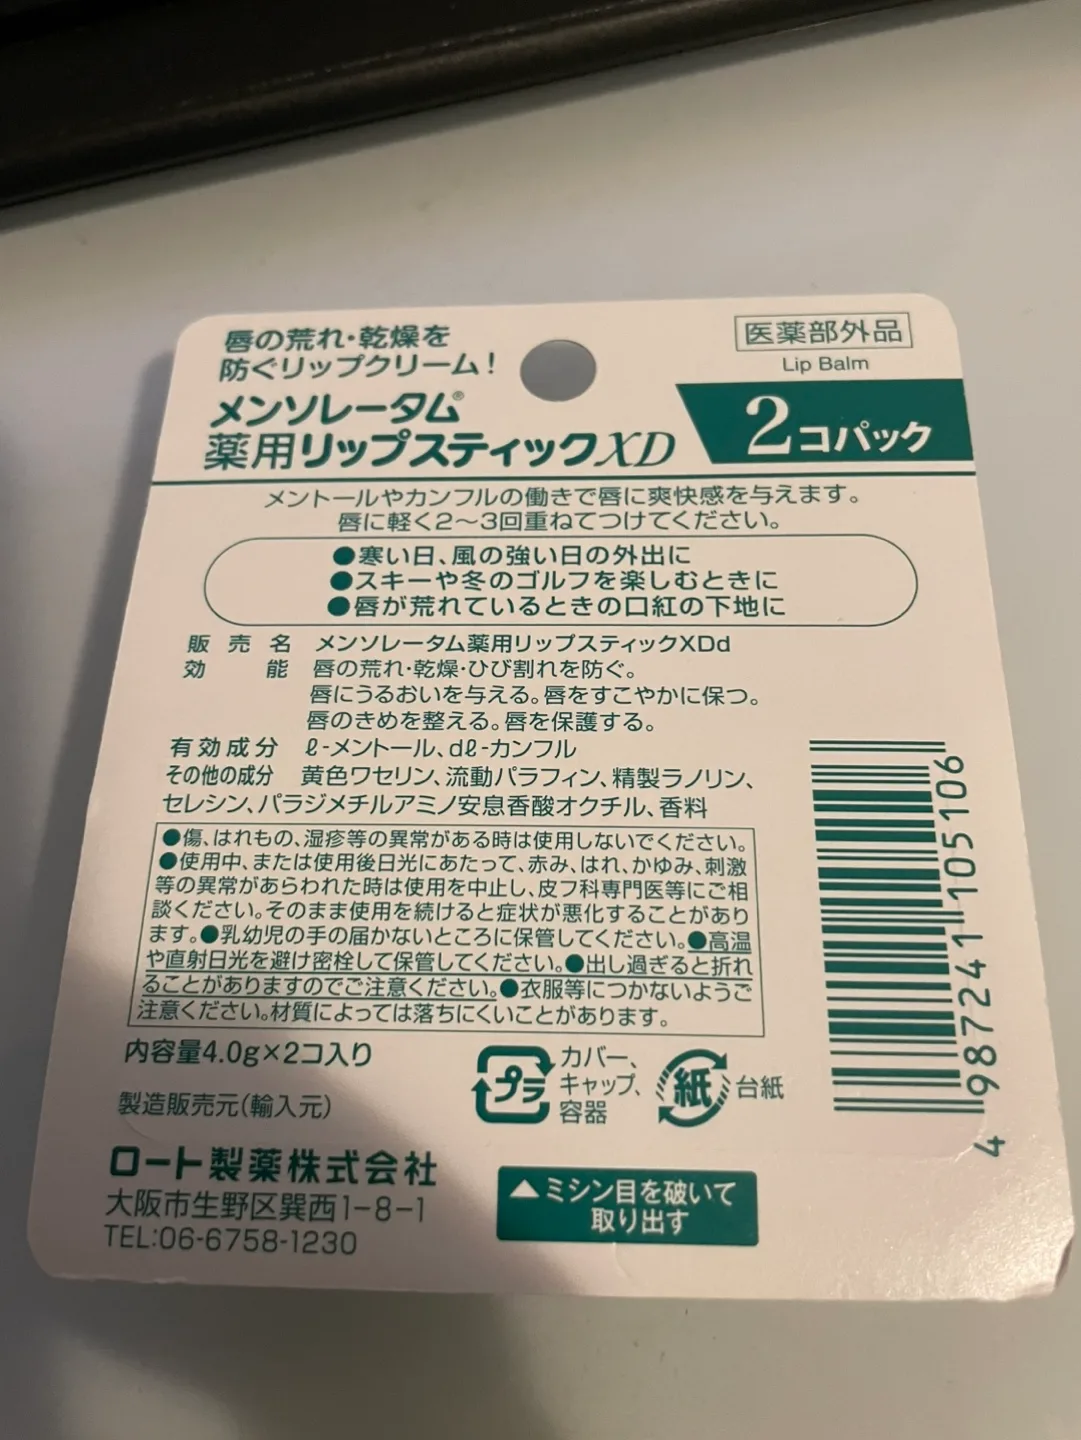 唇の荒れ・乾燥を
防ぐリップクリーム!
メンソレータム®
薬用リップスティックXD
医薬部外品
Lip Balm
2コパック
メントールやカンフルの働きで唇に爽快感を与えます。
唇に軽く2〜3回重ねてつけてください。
●寒い日、風の強い日の外出に
●スキーや冬のゴルフを楽しむときに
●唇が荒れているときの口紅の下地に
販売名 メンソレータム薬用リップスティックXDd
効能 唇の荒れ・乾燥・ひび割れを防ぐ。
唇にうるおいを与える。唇をすこやかに保つ。
唇のきめを整える。唇を保護する。
有効成分 ℓ-メントール、dℓ-カンフル
その他の成分 黄色ワセリン、流動パラフィン、精製ラノリン、
セレシン、パラジメチルアミノ安息香酸オクチル、香料
●傷、はれもの、湿疹等の異常がある時は使用しないでください。
●使用中、または使用後日光にあたって、赤み、はれ、かゆみ、刺激
等の異常があらわれた時は使用を中止し、皮フ科専門医等にご相
談ください。そのまま使用を続けると症状が悪化することがあり
ます。●乳幼児の手の届かないところに保管してください。●高温
や直射日光を避け密栓して保管してください。●出し過ぎると折れ
ることがありますのでご注意ください。●衣服等につかないようご
注意ください。材質によっては落ちにくいことがあります。
内容量4.0g×2コ入り
プラ
カバー、
キャップ、
容器
紙
台紙
製造販売元(輸入元)
ロート製薬株式会社
大阪市生野区巽西1-8-1
TEL:06-6758-1230
▲ミシン目を破いて
取り出す
4 987241 105106